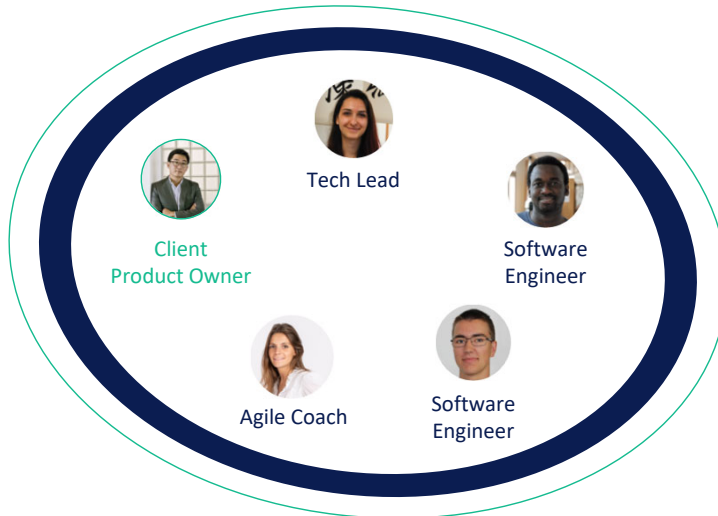 Tech Lead
Client
Product Owner
Software
Engineer
Agile Coach
Software
Engineer